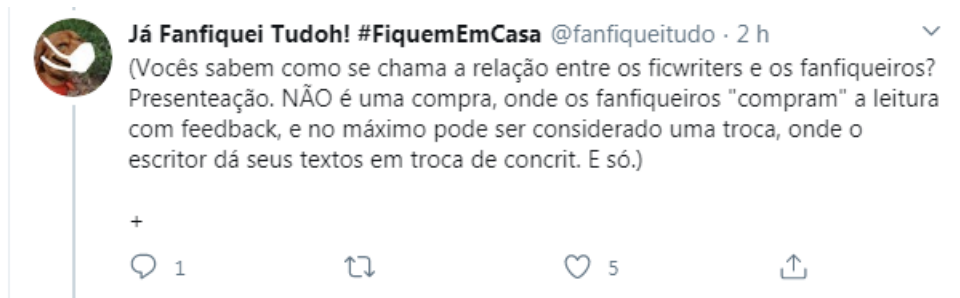 Já Fanfiquei Tudoh! #FiquemEmCasa @fanfiqueitudo · 2 h
(Vocês sabem como se chama a relação entre os ficwriters e os fanfiqueiros?
Presenteação. NÃO é uma compra, onde os fanfiqueiros "compram" a leitura
com feedback, e no máximo pode ser considerado uma troca, onde o
escritor dá seus textos em troca de concrit. E só.)
+
1 5